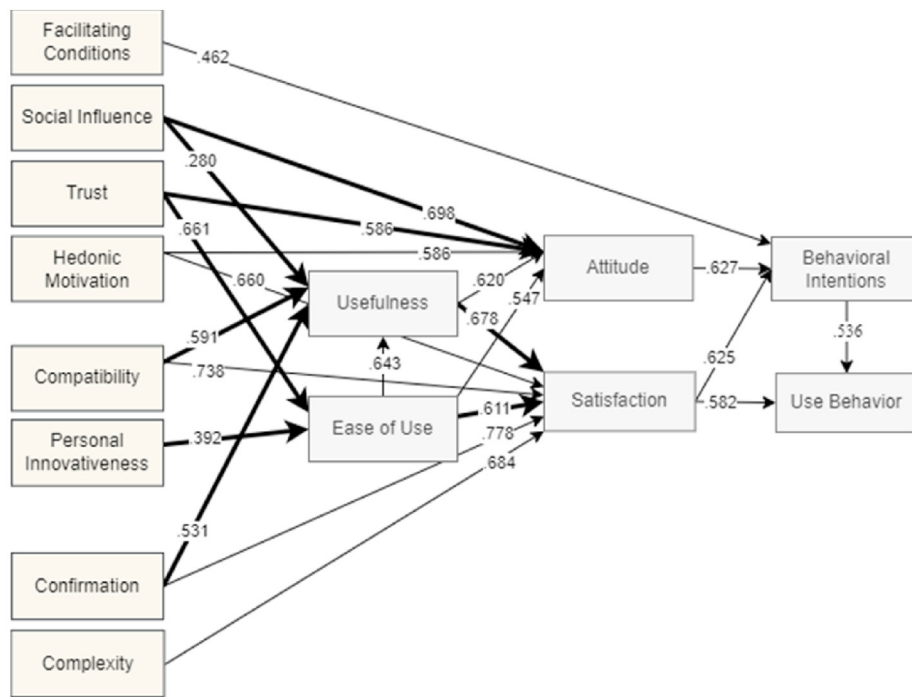 Facilitating
Conditions
.462
Social Influence
.280
Trust
.698
.586
.661
.586
Hedonic
Motivation
.660
Attitude
.627
Behavioral
Intentions
.620
Usefulness
.547
.678
.591
.536
.643
.625
Compatibility
.738
Satisfaction
.582
Use Behavior
.611
Ease of Use
.392
Personal
Innovativeness
.778
.684
.531
Confirmation
Complexity